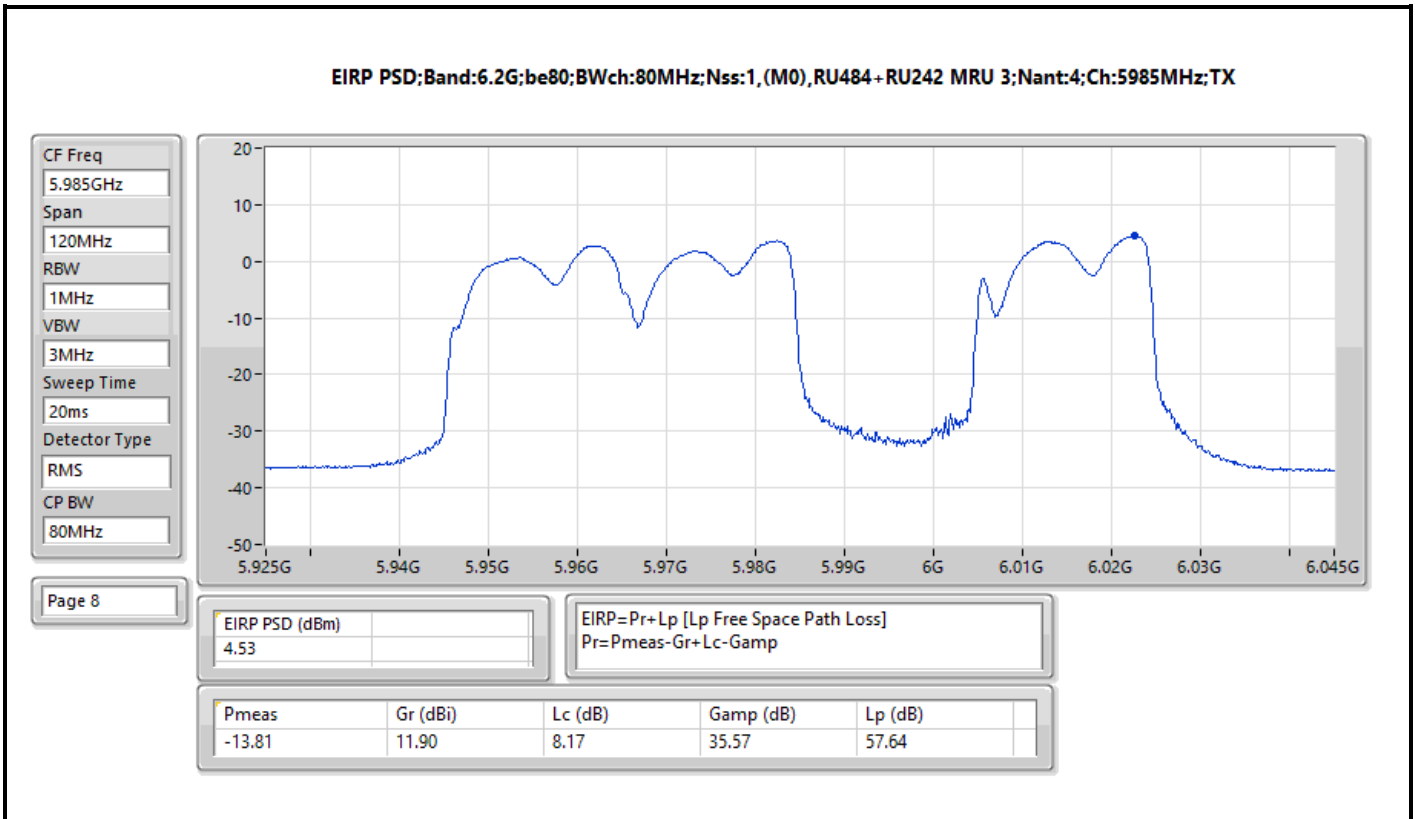 EIRP PSD;Band:6.2G;be80;BWch:80MHz;Nss:1,(M0),RU484+RU242 MRU 3;Nant:4;Ch:5985MHz;TX
CF Freq
5.985GHz
Span
120MHz
RBW
1MHz
VBW
3MHz
Sweep Time
20ms
Detector Type
RMS
CP BW
80MHz
Page 8
20
10
0
-10
-20
-30
-40
-50
5.925G 5.94G 5.95G 5.96G 5.97G 5.98G 5.99G 6G 6.01G 6.02G 6.03G 6.045G
EIRP PSD (dBm)
4.53
EIRP=Pr+Lp [Lp Free Space Path Loss]
Pr=Pmeas-Gr+Lc-Gamp
Pmeas Gr (dBi) Lc (dB) Gamp (dB) Lp (dB)
-13.81 11.90 8.17 35.57 57.64